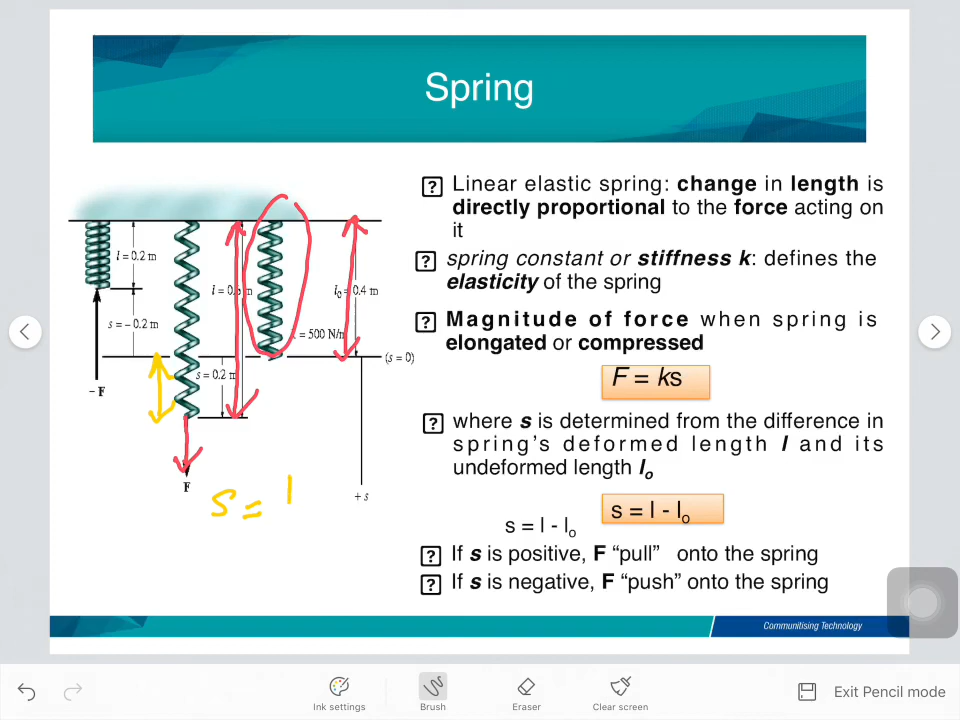 Spring
? Linear elastic spring: change in length is
directly proportional to the force acting on
it
? spring constant or stiffness k: defines the
elasticity of the spring
? Magnitude of force when spring is
elongated or compressed
F = ks
? where s is determined from the difference in
spring's deformed length l and its
undeformed length lo
s = l - lo
s = l - lo
? If s is positive, F “pull” onto the spring
? If s is negative, F “push” onto the spring
l = 0.2 m
s = – 0.2 m
– F
s = 0.2 m
F
lo = 0.4 m
(s = 0)
+ s
s = l
Communitising Technology
Ink settings
Brush
Eraser
Clear screen
Exit Pencil mode